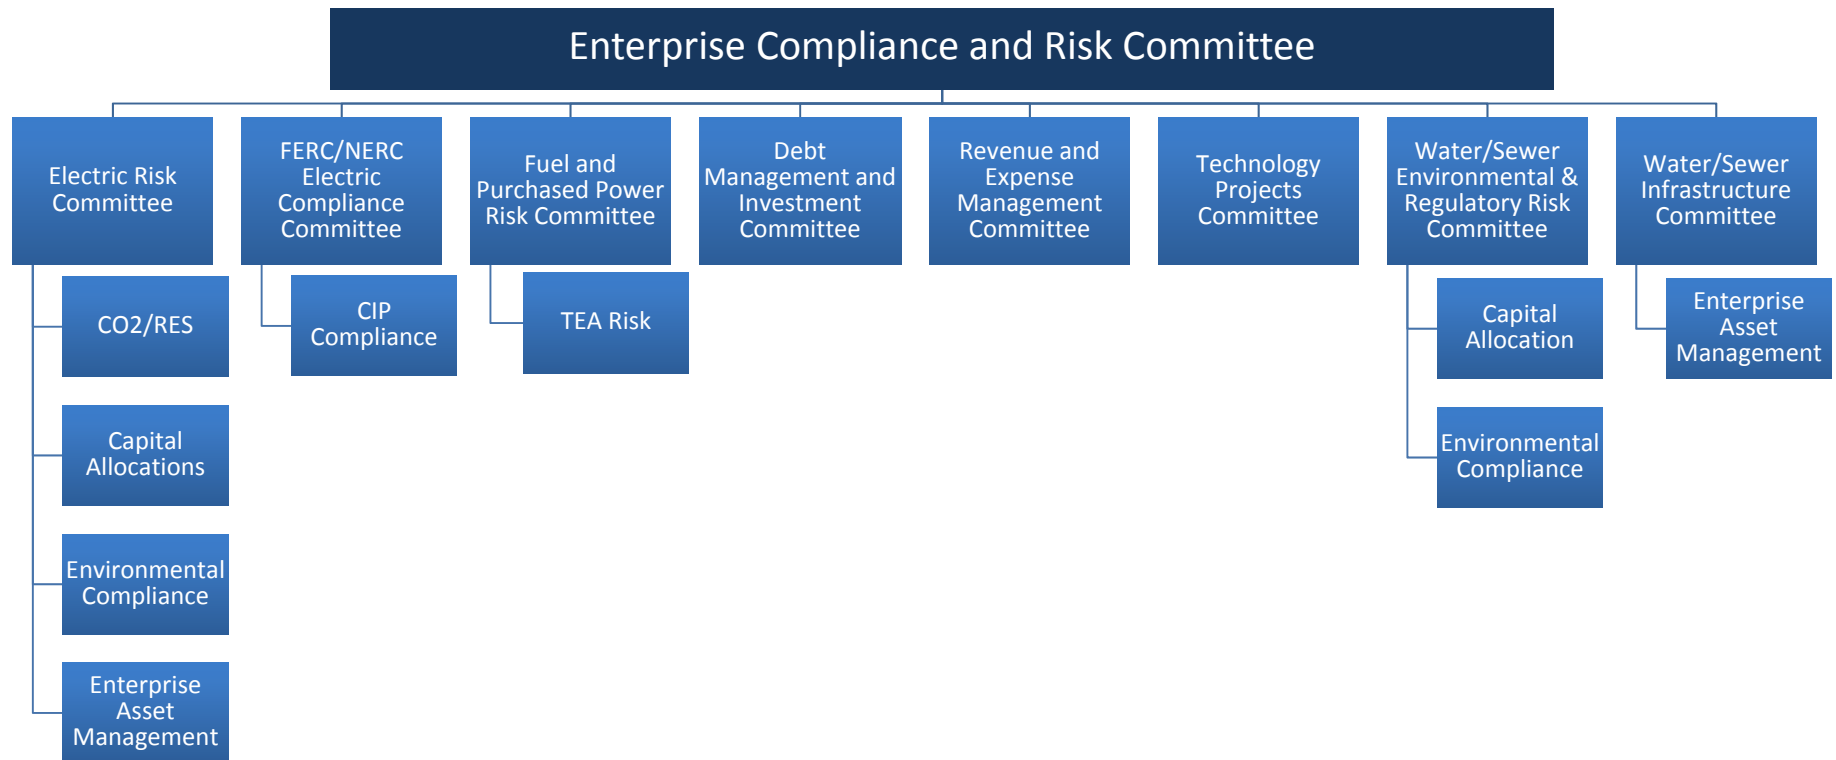 Enterprise Compliance and Risk Committee
Electric Risk
Committee
FERC/NERC
Electric
Compliance
Committee
Fuel and
Purchased Power
Risk Committee
Debt
Management and
Investment
Committee
Revenue and
Expense
Management
Committee
Technology
Projects
Committee
Water/Sewer
Environmental &
Regulatory Risk
Committee
Water/Sewer
Infrastructure
Committee
CO2/RES
Capital
Allocations
Environmental
Compliance
Enterprise
Asset
Management
CIP
Compliance
TEA Risk
Capital
Allocation
Environmental
Compliance
Enterprise
Asset
Management